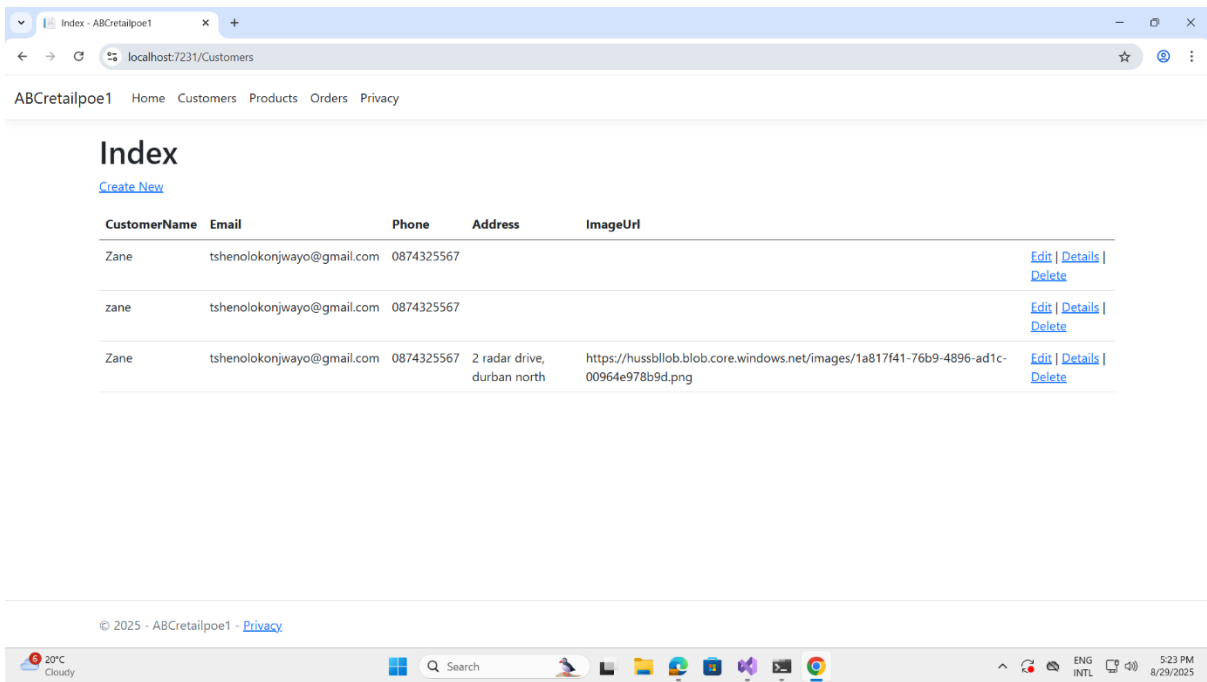 Index - ABCretailpoe1
localhost:7231/Customers
ABCretailpoe1 Home Customers Products Orders Privacy
Index
Create New
CustomerName Email Phone Address ImageUrl
Zane tshenolokonjwayo@gmail.com 0874325567 Edit | Details |
Delete
zane tshenolokonjwayo@gmail.com 0874325567 Edit | Details |
Delete
Zane tshenolokonjwayo@gmail.com 0874325567 2 radar drive, https://hussbllob.blob.core.windows.net/images/1a817f41-76b9-4896-ad1c- Edit | Details |
durban north 00964e978b9d.png Delete
© 2025 - ABCretailpoe1 - Privacy
6 20°C Search ENG 5:23 PM
Cloudy INTL 8/29/2025